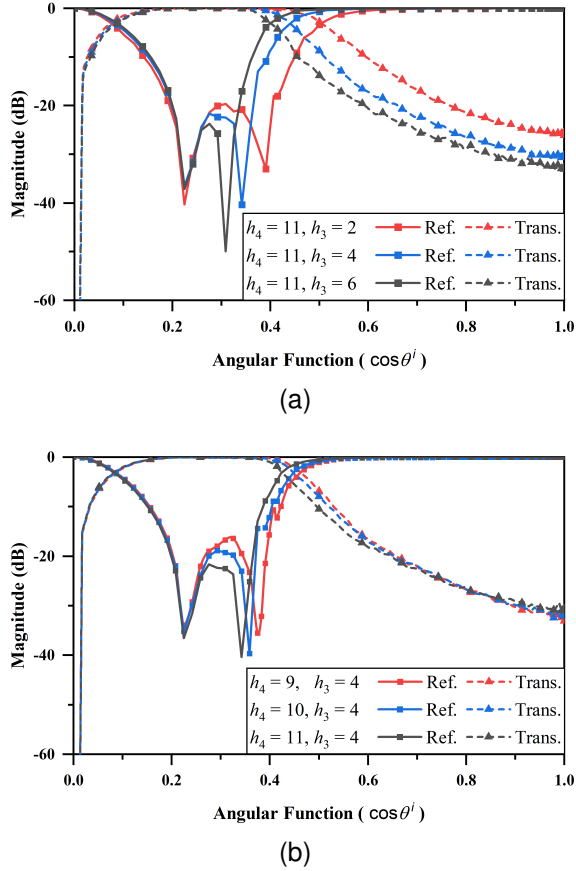 0
-20
-40
-60
Magnitude (dB)
h₄ = 11, h₃ = 2 Ref. Trans.
h₄ = 11, h₃ = 4 Ref. Trans.
h₄ = 11, h₃ = 6 Ref. Trans.
0.0 0.2 0.4 0.6 0.8 1.0
Angular Function ( cosθⁱ )
(a)
0
-20
-40
-60
Magnitude (dB)
h₄ = 9, h₃ = 4 Ref. Trans.
h₄ = 10, h₃ = 4 Ref. Trans.
h₄ = 11, h₃ = 4 Ref. Trans.
0.0 0.2 0.4 0.6 0.8 1.0
Angular Function ( cosθⁱ )
(b)